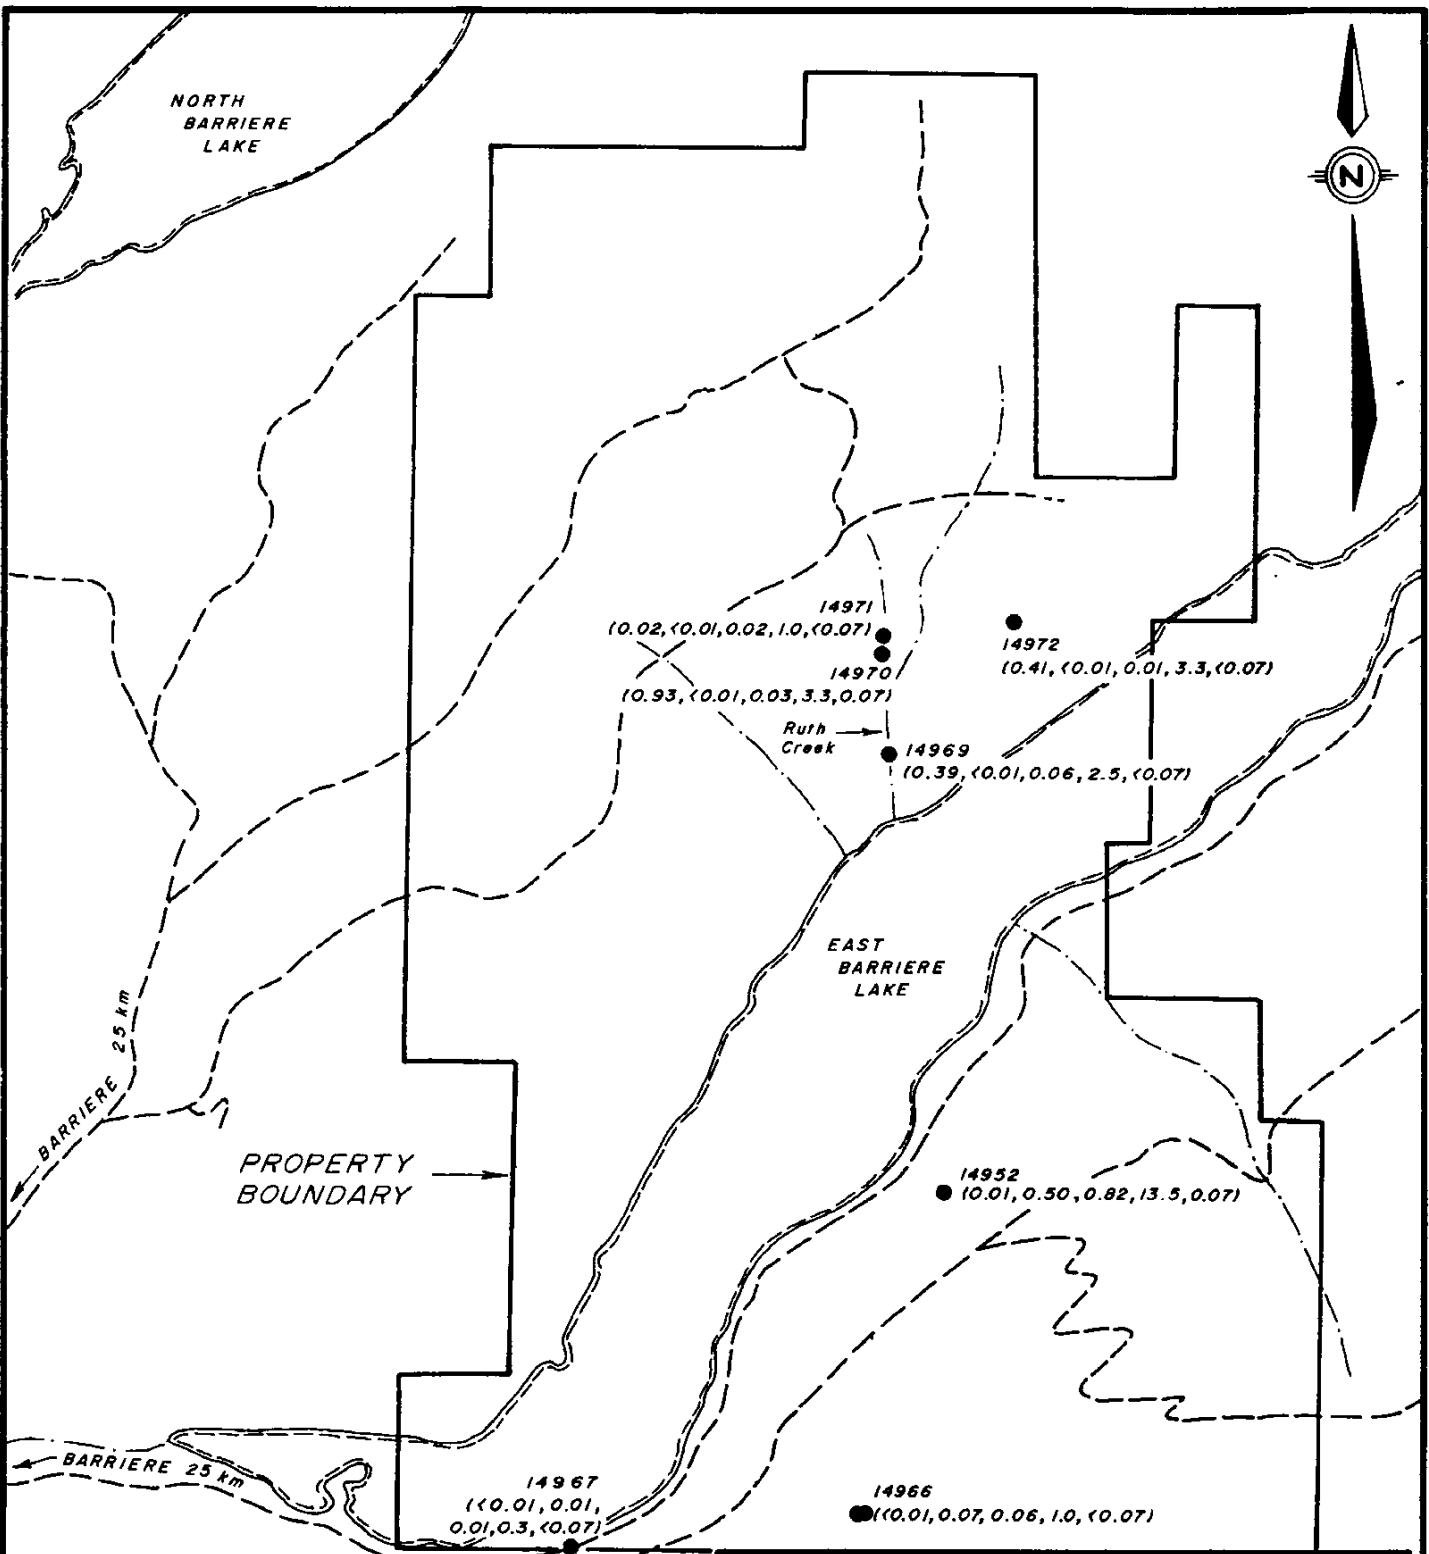 NORTH
BARRIERE
LAKE
N
14971
(0.02, <0.01, 0.02, 1.0, <0.07)
14972
(0.41, <0.01, 0.01, 3.3, <0.07)
14970
(0.93, <0.01, 0.03, 3.3, 0.07)
Ruth
Creek
14969
(0.39, <0.01, 0.06, 2.5, <0.07)
EAST
BARRIERE
LAKE
BARRIERE 25 km
PROPERTY
BOUNDARY
14952
(0.01, 0.50, 0.82, 13.5, 0.07)
BARRIERE 25 km
14967
(<0.01, 0.01,
0.01, 0.3, <0.07)
14966
(<0.01, 0.07, 0.06, 1.0, <0.07)